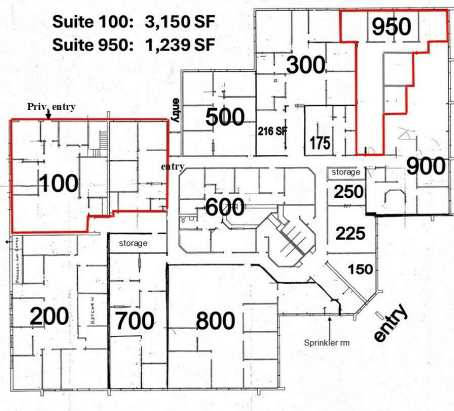 Suite 100: 3,150 SF
Suite 950: 1,239 SF
950
300
Priv. entry
entry
500
216 SF
175
100
entry
900
storage
250
600
225
storage
150
200
700
800
entry
Sprinkler rm